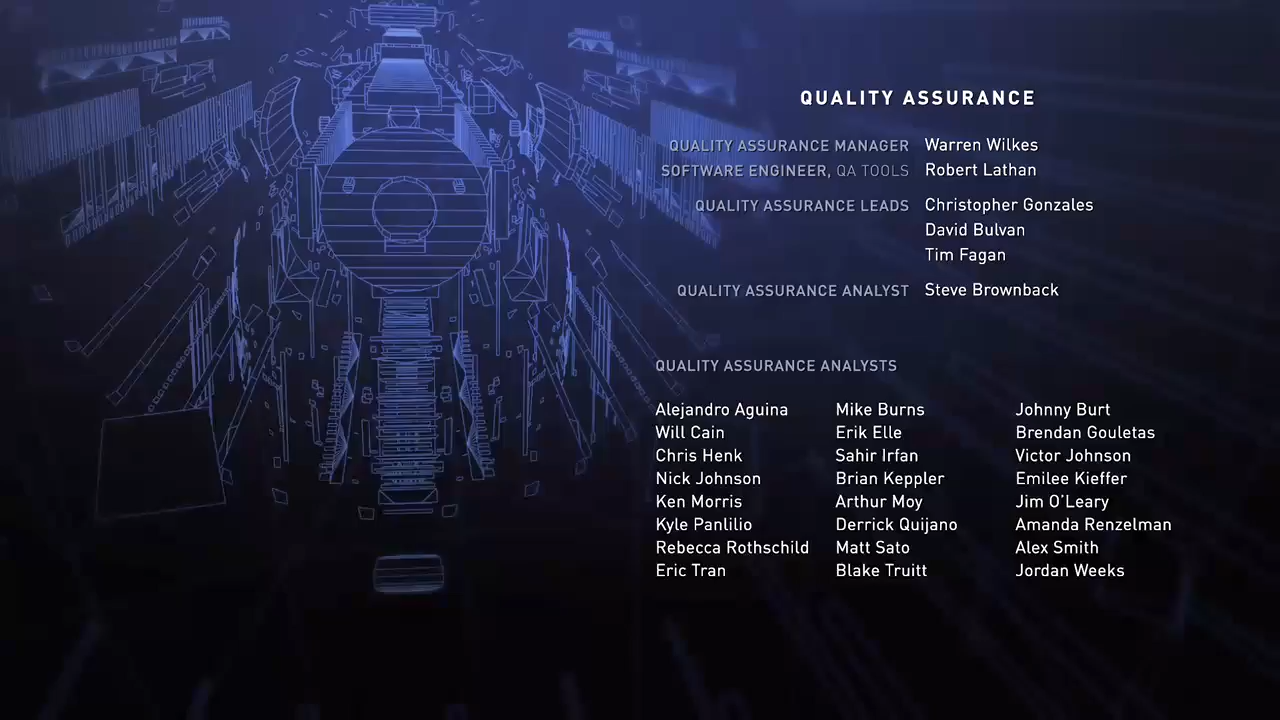 QUALITY ASSURANCE
QUALITY ASSURANCE MANAGER Warren Wilkes
SOFTWARE ENGINEER, QA TOOLS Robert Lathan
QUALITY ASSURANCE LEADS Christopher Gonzales
David Bulvan
Tim Fagan
QUALITY ASSURANCE ANALYST Steve Brownback
QUALITY ASSURANCE ANALYSTS
Alejandro Aguina Mike Burns Johnny Burt
Will Cain Erik Elle Brendan Gouletas
Chris Henk Sahir Irfan Victor Johnson
Nick Johnson Brian Keppler Emilee Kieffer
Ken Morris Arthur Moy Jim O'Leary
Kyle Panlilio Derrick Quijano Amanda Renzelman
Rebecca Rothschild Matt Sato Alex Smith
Eric Tran Blake Truitt Jordan Weeks